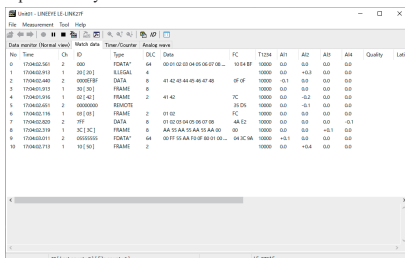 Unit01 - LINEEYE LE-LINK27F
File Measurement Tool Help
Data monitor (Normal view) Watch data Timer/Counter Analog wave
No Time Ch ID Type DLC Data FC T1234 AI1 AI2 AI3 AI4 Quality
0 17:04:02.561 2 000 FDATA* 64 00 01 02 03 04 05 06 07 08 ... 10 E4 BF 10000 0.0 0.0 0.0 0.0
1 17:04:02.912 1 20 [ 20 ] ILLEGAL 4 10000 0.0 +0.3 0.0 0.0
2 17:04:02.440 2 0000EFBF DATA 8 41 42 43 44 45 46 47 48 0F 0F 10000 -0.1 0.0 0.0 0.0
3 17:04:01.913 1 30 [ 30 ] FRAME 8 10000 0.0 0.0 0.0 0.0
4 17:04:01.916 1 02 [ 42 ] FRAME 2 41 42 7C 10000 0.0 -0.2 0.0 0.0
5 17:04:02.651 2 00000000 REMOTE 35 D5 10000 0.0 -0.1 0.0 0.0
6 17:04:02.116 1 03 [ 03 ] FRAME 2 01 02 FC 10000 0.0 0.0 0.0 0.0
7 17:04:02.820 2 7FF DATA 8 01 02 03 04 05 06 07 08 4A E2 10000 0.0 0.0 0.0 -0.1
8 17:04:02.319 1 3C [ 3C ] FRAME 8 AA 55 AA 55 AA 55 AA 00 00 10000 0.0 0.0 +0.1 0.0
9 17:04:03.011 2 05555555 FDATA* 64 00 FF 55 AA F0 0F 80 01 00 ... 04 3C 9A 10000 +0.1 0.0 0.0 0.0
10 17:04:02.713 1 10 [ 50 ] FRAME 2 10000 0.0 +0.4 0.0 0.0